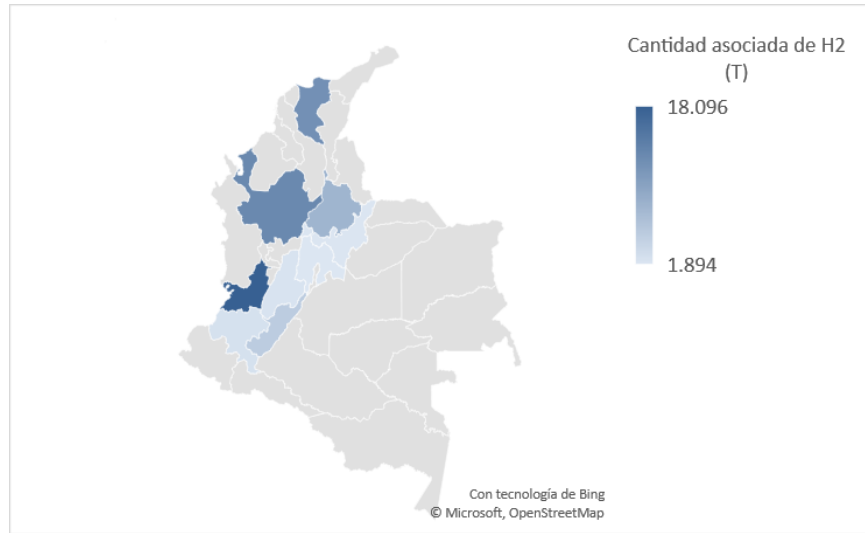 Cantidad asociada de H2
(T)
18.096
1.894
Con tecnología de Bing
© Microsoft, OpenStreetMap